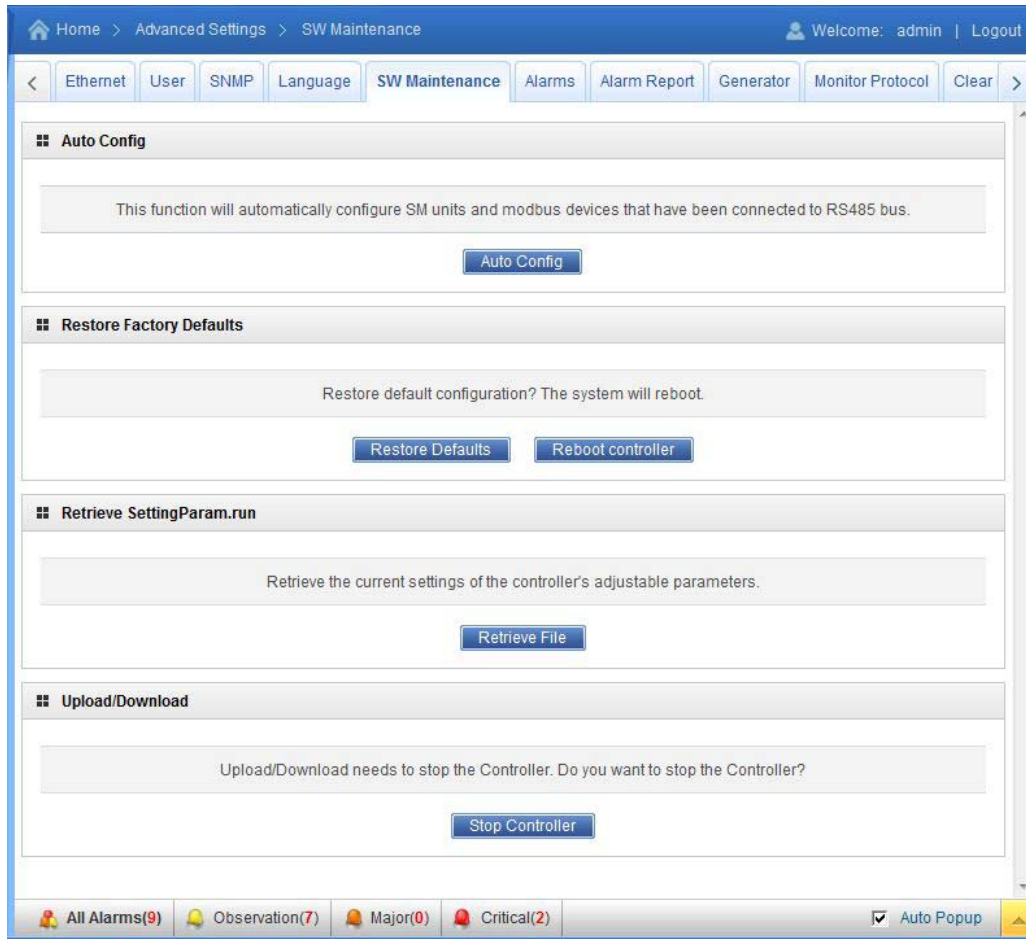 Home > Advanced Settings > SW Maintenance Welcome: admin | Logout
< Ethernet User SNMP Language SW Maintenance Alarms Alarm Report Generator Monitor Protocol Clear >
Auto Config
This function will automatically configure SM units and modbus devices that have been connected to RS485 bus.
Auto Config
Restore Factory Defaults
Restore default configuration? The system will reboot.
Restore Defaults Reboot controller
Retrieve SettingParam.run
Retrieve the current settings of the controller's adjustable parameters.
Retrieve File
Upload/Download
Upload/Download needs to stop the Controller. Do you want to stop the Controller?
Stop Controller
All Alarms(9) Observation(7) Major(0) Critical(2) Auto Popup